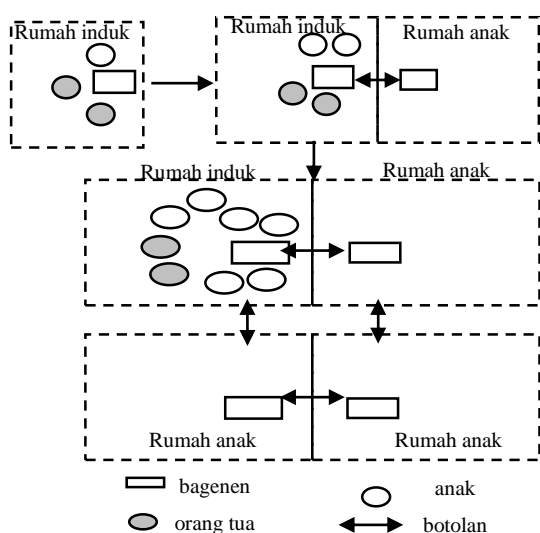 Rumah induk
Rumah induk
Rumah anak
Rumah induk
Rumah anak
Rumah anak
Rumah anak
bagenen
anak
orang tua
botolan